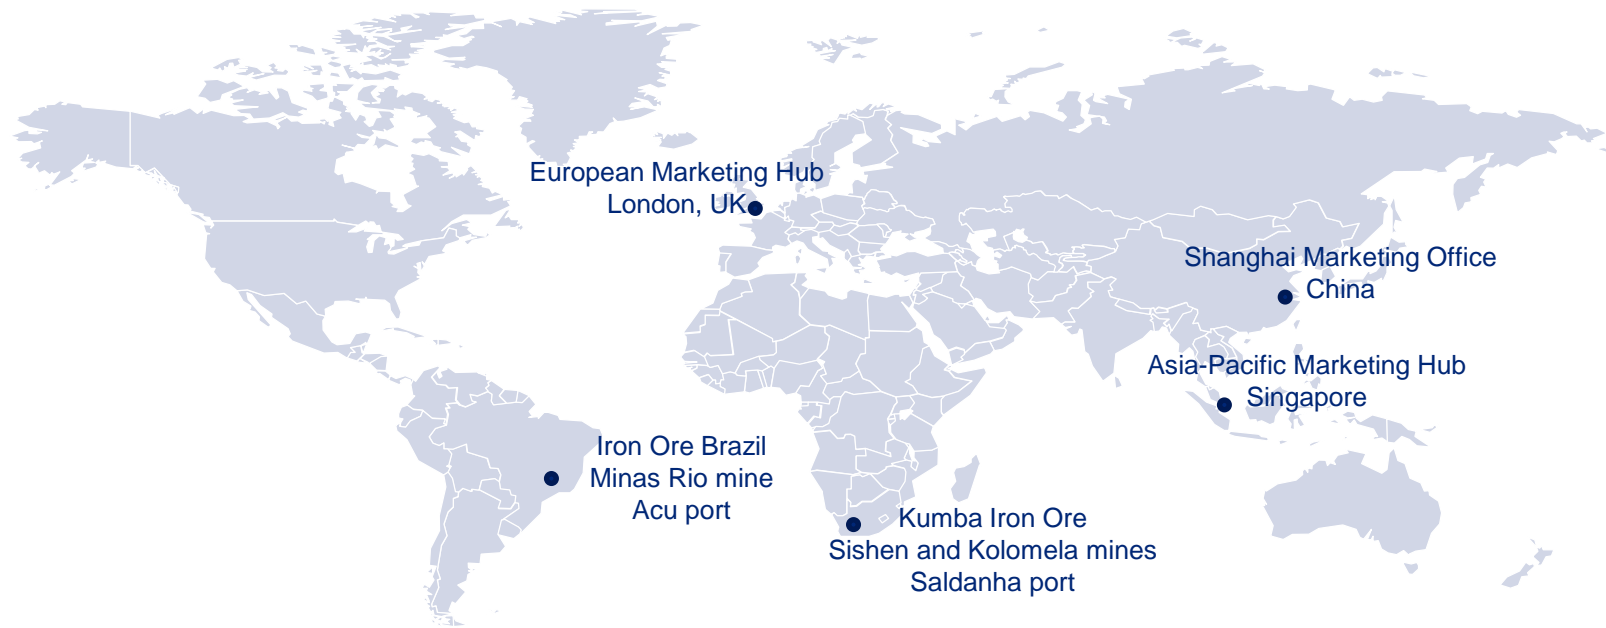 European Marketing Hub
London, UK
Shanghai Marketing Office
China
Asia-Pacific Marketing Hub
Singapore
Iron Ore Brazil
Minas Rio mine
Acu port
Kumba Iron Ore
Sishen and Kolomela mines
Saldanha port